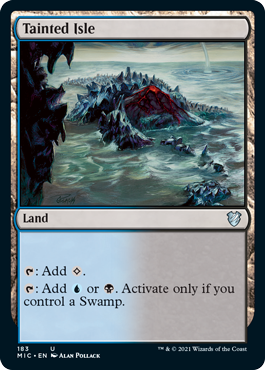 Tainted Isle
Land
: Add .
: Add or . Activate only if you
control a Swamp.
183 U
MIC • EN ALAN POLLACK
™ & © 2021 Wizards of the Coast